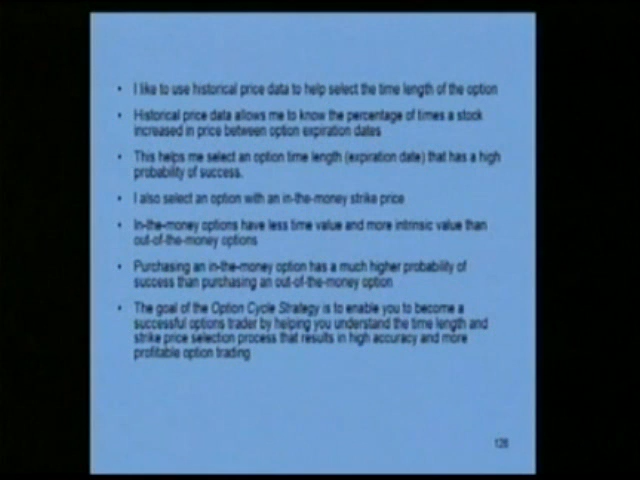 • I like to use historical price data to help select the time length of the option
• Historical price data allows me to know the percentage of times a stock
increased in price between option expiration dates
• This helps me select an option time length (expiration date) that has a high
probability of success.
• I also select an option with an in-the-money strike price
• In-the-money options have less time value and more intrinsic value than
out-of-the-money options
• Purchasing an in-the-money option has a much higher probability of
success than purchasing an out-of-the-money option
• The goal of the Option Cycle Strategy is to enable you to become a
successful options trader by helping you understand the time length and
strike price selection process that results in high accuracy and more
profitable option trading